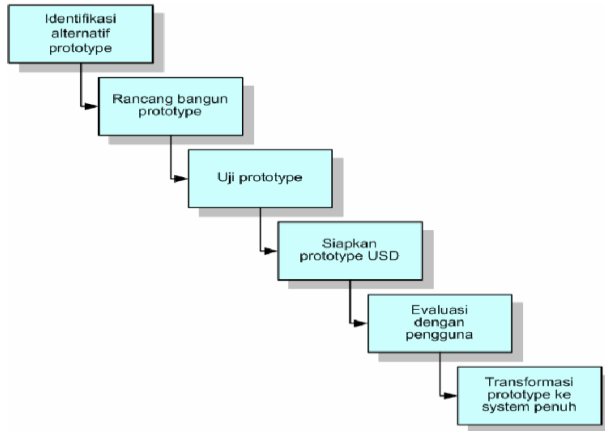 Identifikasi
alternatif
prototype
Rancang bangun
prototype
Uji prototype
Siapkan
prototype USD
Evaluasi
dengan
pengguna
Transformasi
prototype ke
system penuh